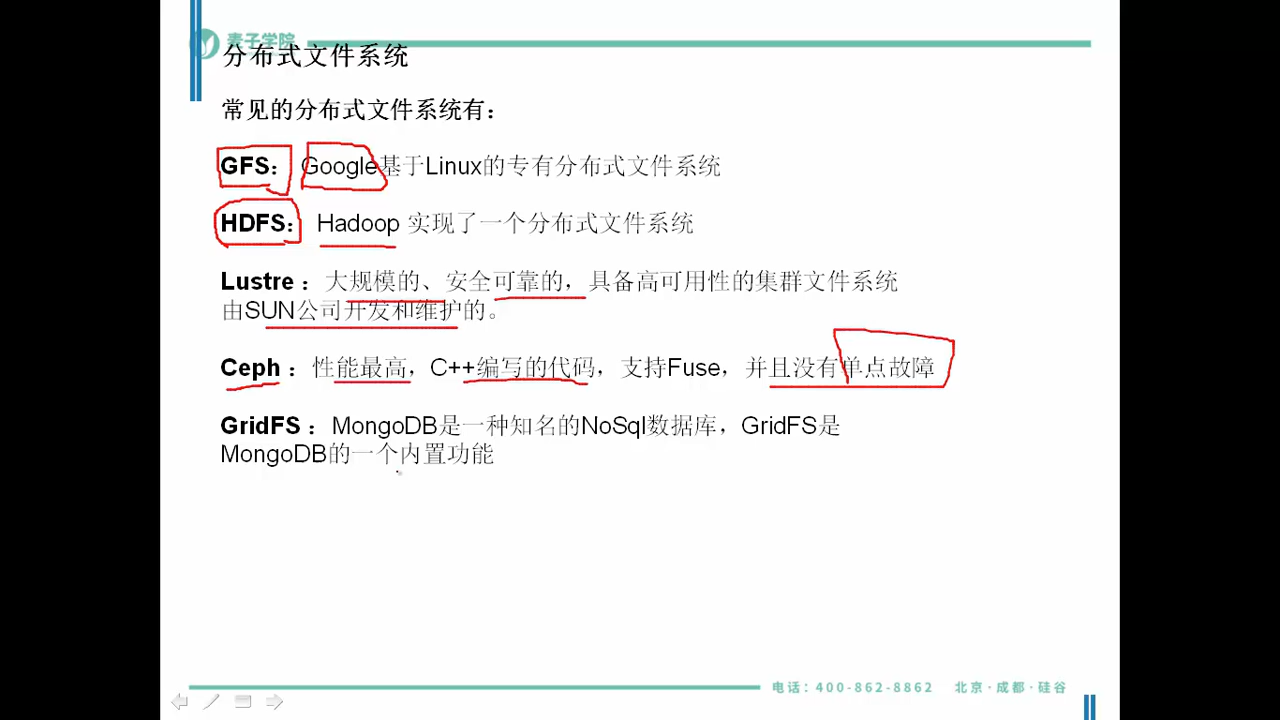 麦子学院
分布式文件系统
常见的分布式文件系统有：
GFS： Google基于Linux的专有分布式文件系统
HDFS： Hadoop 实现了一个分布式文件系统
Lustre ：大规模的、安全可靠的，具备高可用性的集群文件系统
由SUN公司开发和维护的。
Ceph ：性能最高，C++编写的代码，支持Fuse，并且没有单点故障
GridFS ：MongoDB是一种知名的NoSql数据库，GridFS是
MongoDB的一个内置功能
电话：400-862-8862 北京·成都·硅谷